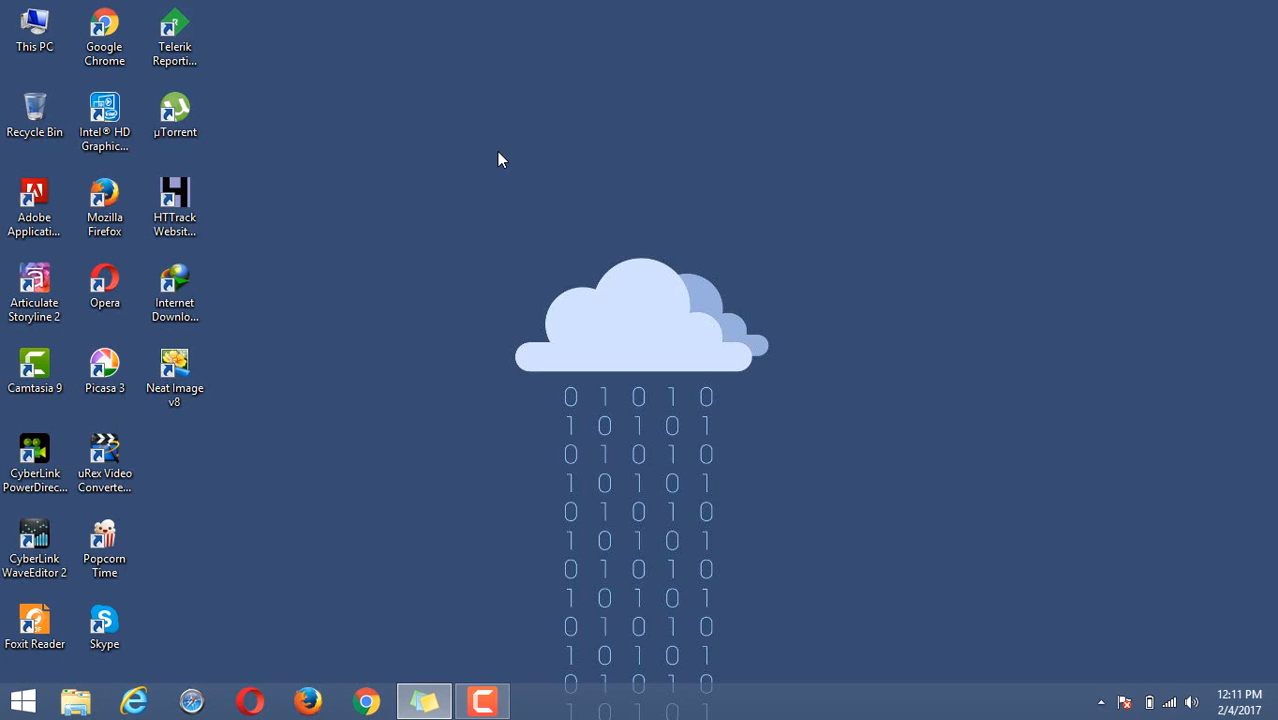 This PC
Google
Chrome
Telerik
Reporti...
Recycle Bin
Intel® HD
Graphic...
µTorrent
Adobe
Applicati...
Mozilla
Firefox
HTTrack
Websit...
Articulate
Storyline 2
Opera
Internet
Downlo...
Camtasia 9
Picasa 3
Neat Image
v8
CyberLink
PowerDirec...
uRex Video
Converte...
CyberLink
WaveEditor 2
Popcorn
Time
Foxit Reader
Skype
0 1 0 1 0
1 0 1 0 1
0 1 0 1 0
1 0 1 0 1
0 1 0 1 0
1 0 1 0 1
0 1 0 1 0
1 0 1 0 1
0 1 0 1 0
1 0 1 0 1
0 1 0 1 0
1 0 1 0 1
12:11 PM
2/4/2017